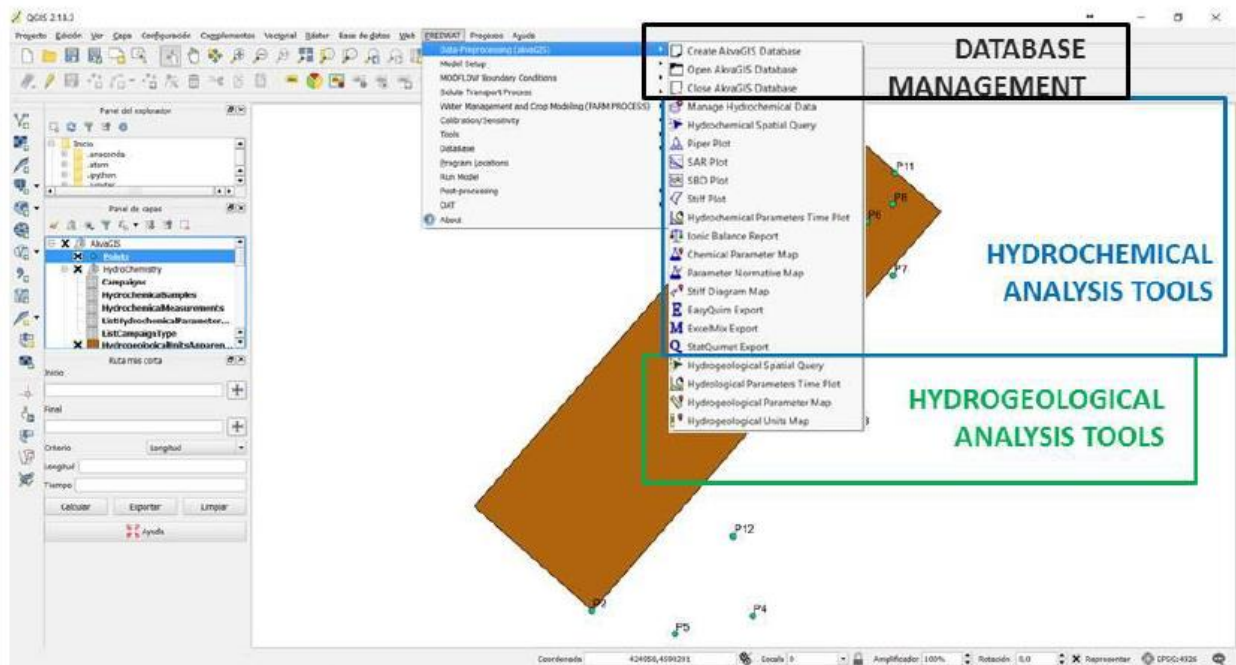 QGIS 2.18.3
Proyecto Edición Ver Capa Configuración Complementos Vectorial Ráster Base de datos Web FREEWAT Proceso Ayuda
Data-Preprocessing (akvaGIS)
Model Setup
MODFLOW Boundary Conditions
Solute Transport Process
Water Management and Crop Modeling (FARM PROCESS)
Calibration/Sensitivity
Tools
Database
Program Locations
Run Model
Post-processing
OAT
About
Create AkvaGIS Database
Open AkvaGIS Database
Close AkvaGIS Database
Manage Hydrochemical Data
Hydrochemical Spatial Query
Piper Plot
SAR Plot
SBD Plot
Stiff Plot
Hydrochemical Parameters Time Plot
Ionic Balance Report
Chemical Parameter Map
Parameter Normative Map
Stiff Diagram Map
EasyQuim Export
ExcelMix Export
StatQuimet Export
Hydrogeological Spatial Query
Hydrological Parameters Time Plot
Hydrogeological Parameter Map
Hydrogeological Units Map
DATABASE
MANAGEMENT
HYDROCHEMICAL
ANALYSIS TOOLS
HYDROGEOLOGICAL
ANALYSIS TOOLS
Panel del explorador
Inicio
.anaconda
.atom
.ipython
.jupyter
Panel de capas
AkvaGIS
Points
HydroChemistry
Campaigns
HydrochemicalSamples
HydrochemicalMeasurements
ListHydrochemicalParameter...
ListCampaignType
HydrogeologicalUnitsApparen...
Ruta más corta
Inicio
Final
Criterio Longitud
Longitud
Tiempo
Calcular Exportar Limpiar
Ayuda
P11
P8
P6
P7
P12
P2
P4
P5
Coordenada 424058,4591291 Escala Amplificador 100% Rotación 0,0 Representar EPSG:4326